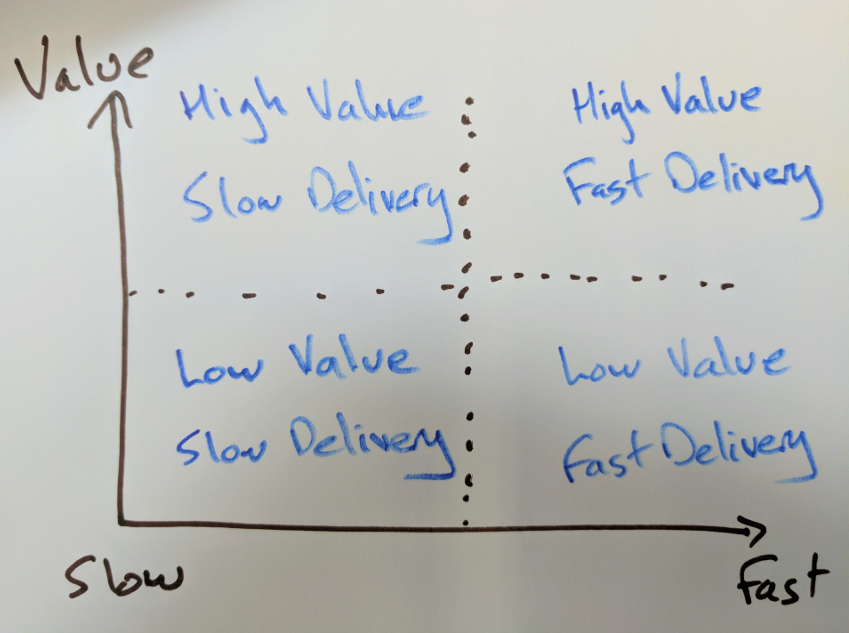 Value
High Value
Slow Delivery
High Value
Fast Delivery
Low Value
Slow Delivery
Low Value
Fast Delivery
Slow
Fast